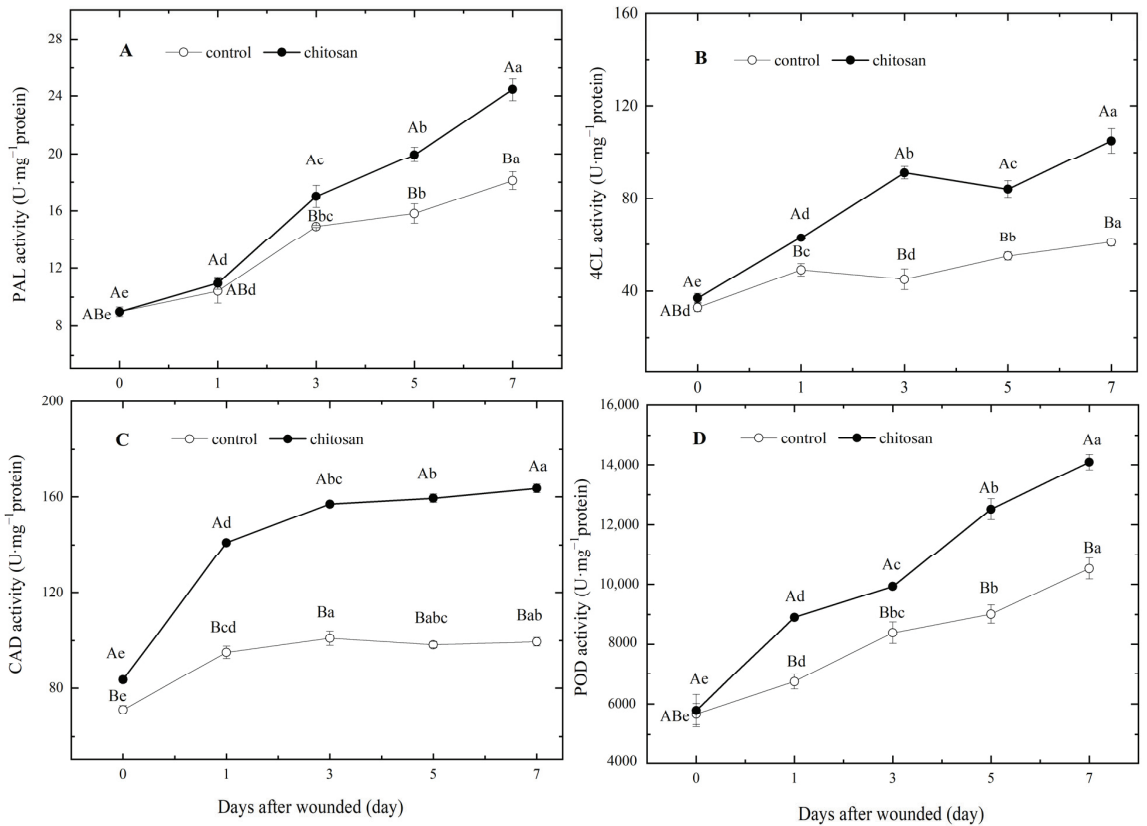 A
control
chitosan
PAL activity (U·mg⁻¹protein)
28
24
20
16
12
8
0
1
3
5
7
Ae
ABe
Ad
ABd
Ac
Bbc
Ab
Bb
Aa
Ba
B
control
chitosan
4CL activity (U·mg⁻¹protein)
160
120
80
40
0
1
3
5
7
Ae
ABd
Ad
Bc
Ab
Bd
Ac
Bb
Aa
Ba
C
control
chitosan
CAD activity (U·mg⁻¹protein)
200
160
120
80
0
1
3
5
7
Ae
Be
Ad
Bcd
Abc
Ba
Ab
Babc
Aa
Bab
Days after wounded (day)
D
control
chitosan
POD activity (U·mg⁻¹protein)
16,000
14,000
12,000
10,000
8000
6000
4000
0
1
3
5
7
Ae
ABe
Ad
Bd
Ac
Bbc
Ab
Bb
Aa
Ba
Days after wounded (day)